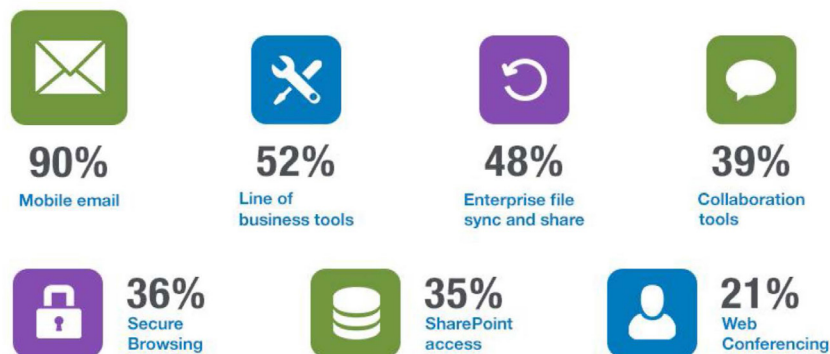 90%
Mobile email
52%
Line of
business tools
48%
Enterprise file
sync and share
39%
Collaboration
tools
36%
Secure
Browsing
35%
SharePoint
access
21%
Web
Conferencing